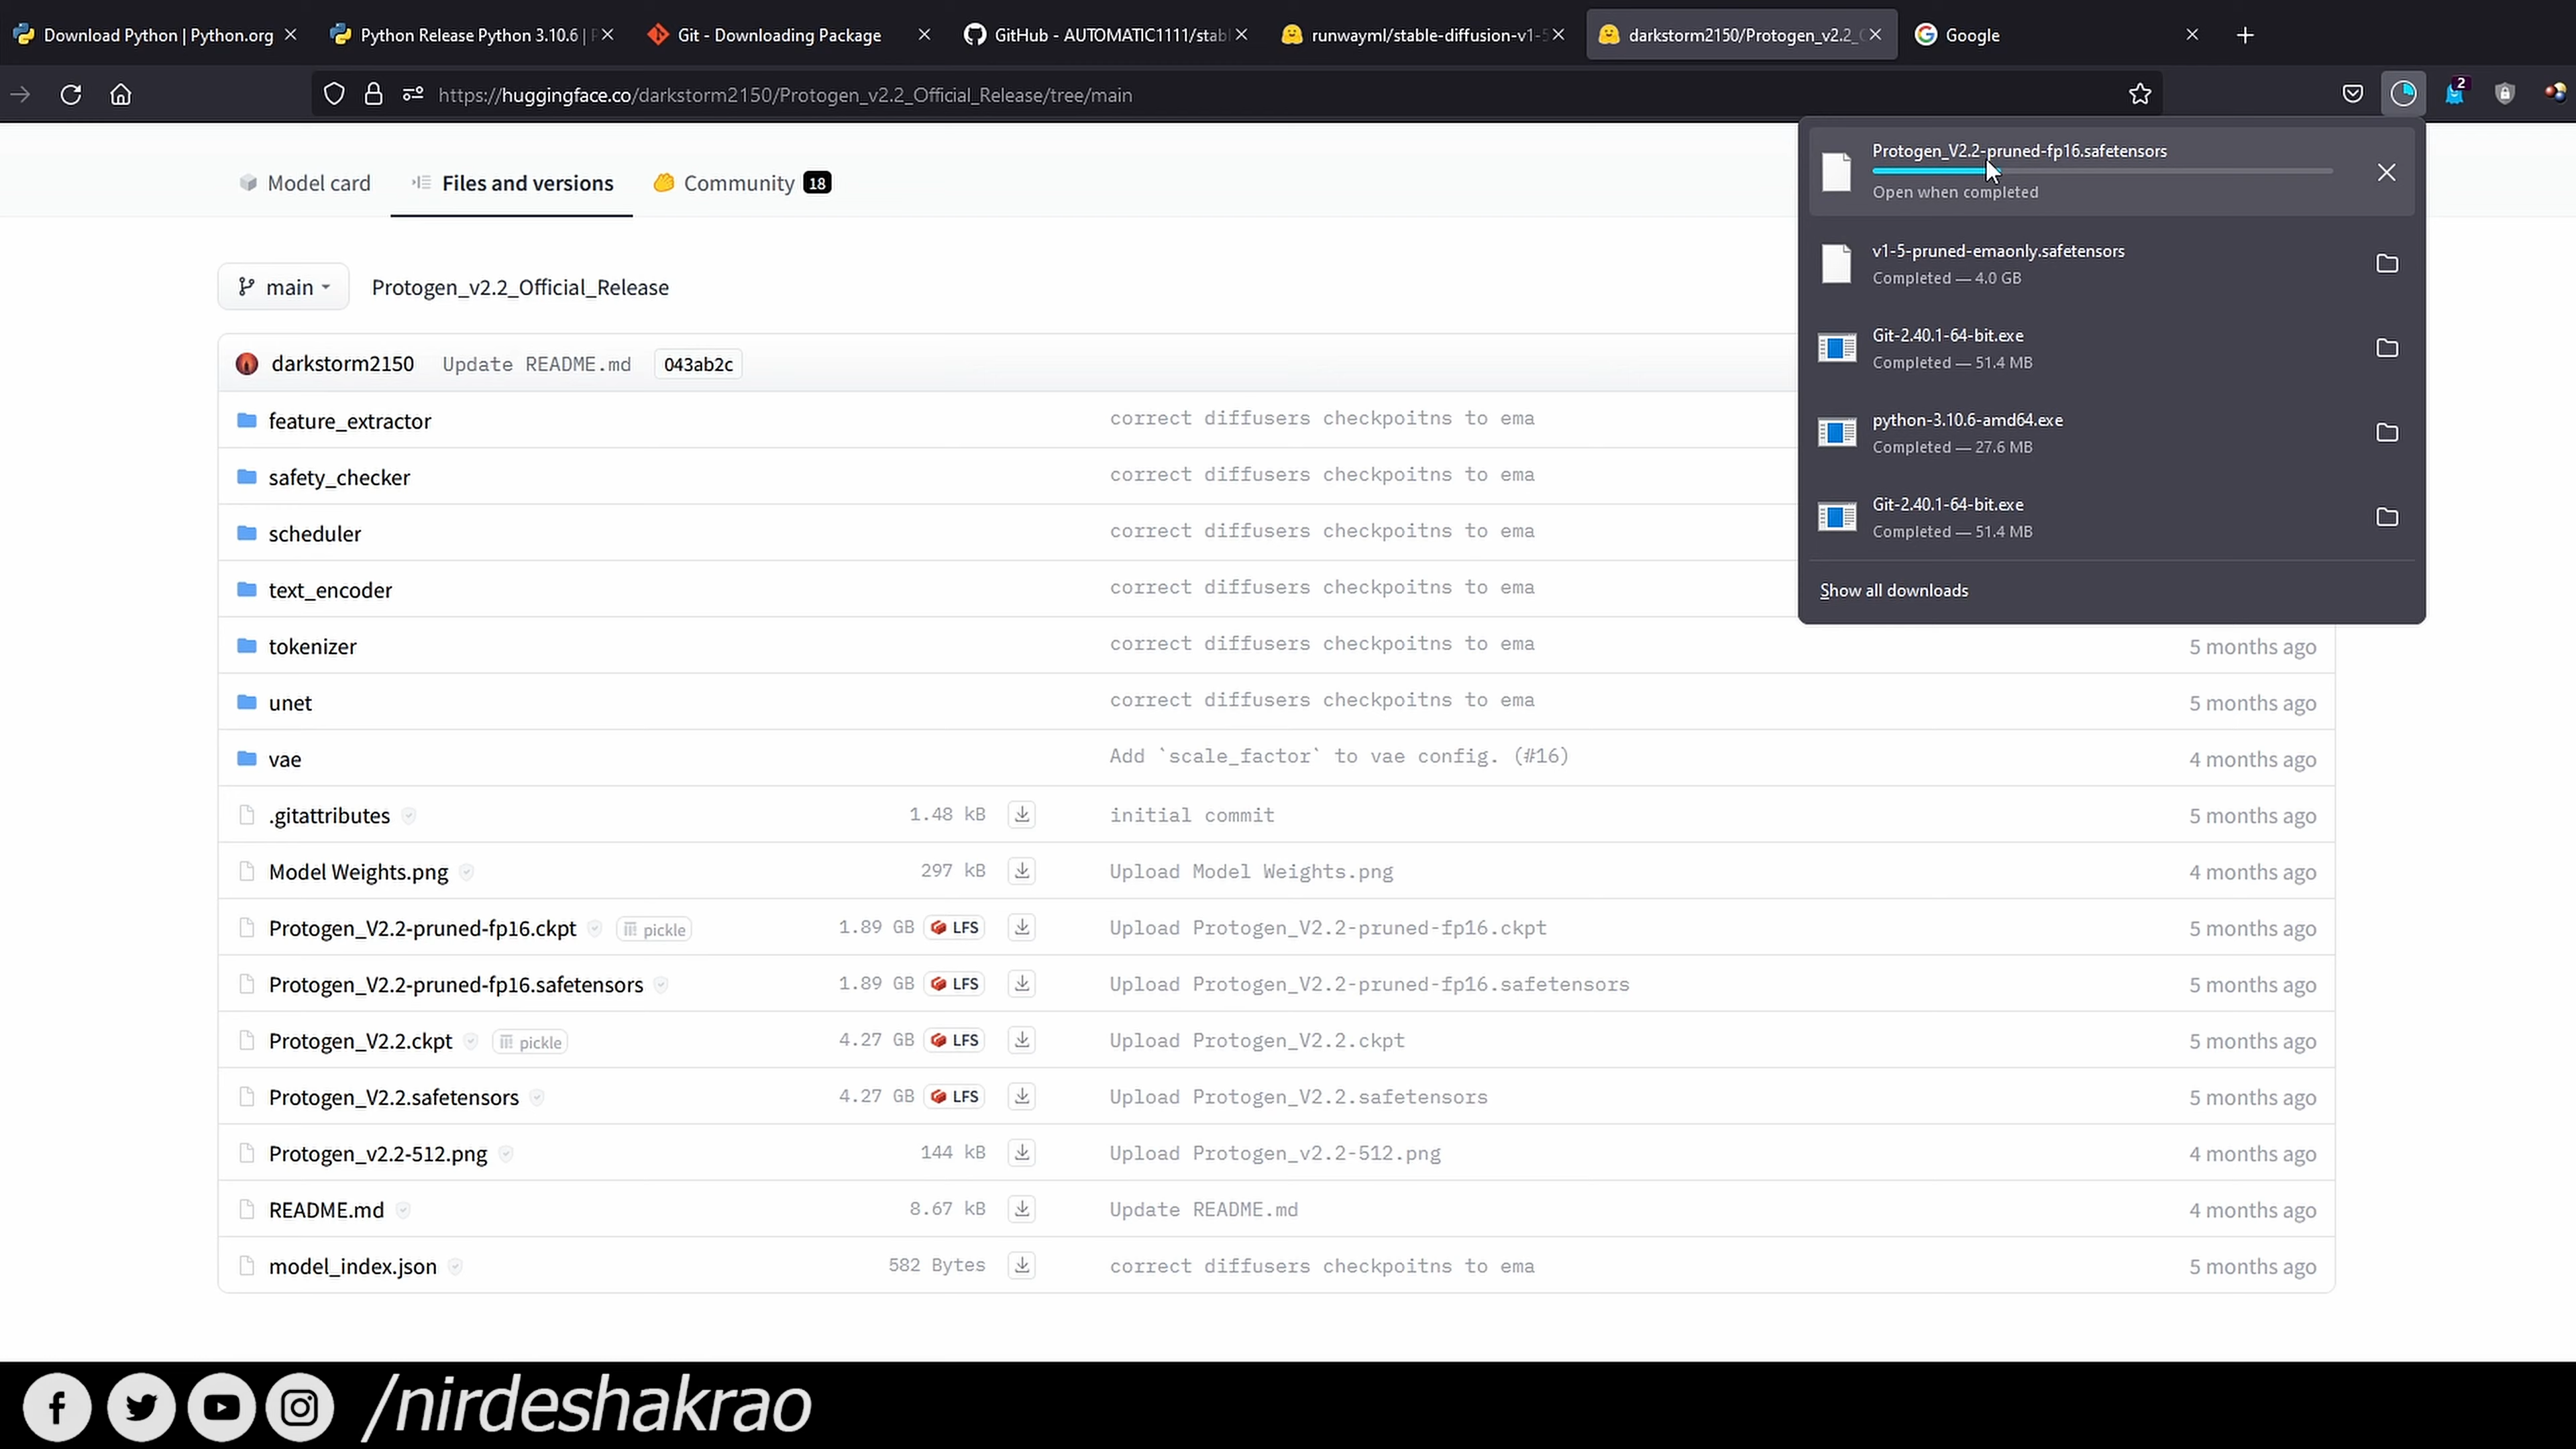 Download Python | Python.org
Python Release Python 3.10.6 | P
Git - Downloading Package
GitHub - AUTOMATIC1111/stabl
runwayml/stable-diffusion-v1-5
darkstorm2150/Protogen_v2.2_
Google
https://huggingface.co/darkstorm2150/Protogen_v2.2_Official_Release/tree/main
2
Model card
Files and versions
Community 18
Protogen_V2.2-pruned-fp16.safetensors
Open when completed
v1-5-pruned-emaonly.safetensors
Completed — 4.0 GB
Git-2.40.1-64-bit.exe
Completed — 51.4 MB
python-3.10.6-amd64.exe
Completed — 27.6 MB
Git-2.40.1-64-bit.exe
Completed — 51.4 MB
Show all downloads
main Protogen_v2.2_Official_Release
darkstorm2150 Update README.md 043ab2c
feature_extractor correct diffusers checkpoitns to ema
safety_checker correct diffusers checkpoitns to ema
scheduler correct diffusers checkpoitns to ema
text_encoder correct diffusers checkpoitns to ema
tokenizer correct diffusers checkpoitns to ema 5 months ago
unet correct diffusers checkpoitns to ema 5 months ago
vae Add `scale_factor` to vae config. (#16) 4 months ago
.gitattributes 1.48 kB initial commit 5 months ago
Model Weights.png 297 kB Upload Model Weights.png 4 months ago
Protogen_V2.2-pruned-fp16.ckpt pickle 1.89 GB LFS Upload Protogen_V2.2-pruned-fp16.ckpt 5 months ago
Protogen_V2.2-pruned-fp16.safetensors 1.89 GB LFS Upload Protogen_V2.2-pruned-fp16.safetensors 5 months ago
Protogen_V2.2.ckpt pickle 4.27 GB LFS Upload Protogen_V2.2.ckpt 5 months ago
Protogen_V2.2.safetensors 4.27 GB LFS Upload Protogen_V2.2.safetensors 5 months ago
Protogen_v2.2-512.png 144 kB Upload Protogen_v2.2-512.png 4 months ago
README.md 8.67 kB Update README.md 4 months ago
model_index.json 582 Bytes correct diffusers checkpoitns to ema 5 months ago
/nirdeshakrao